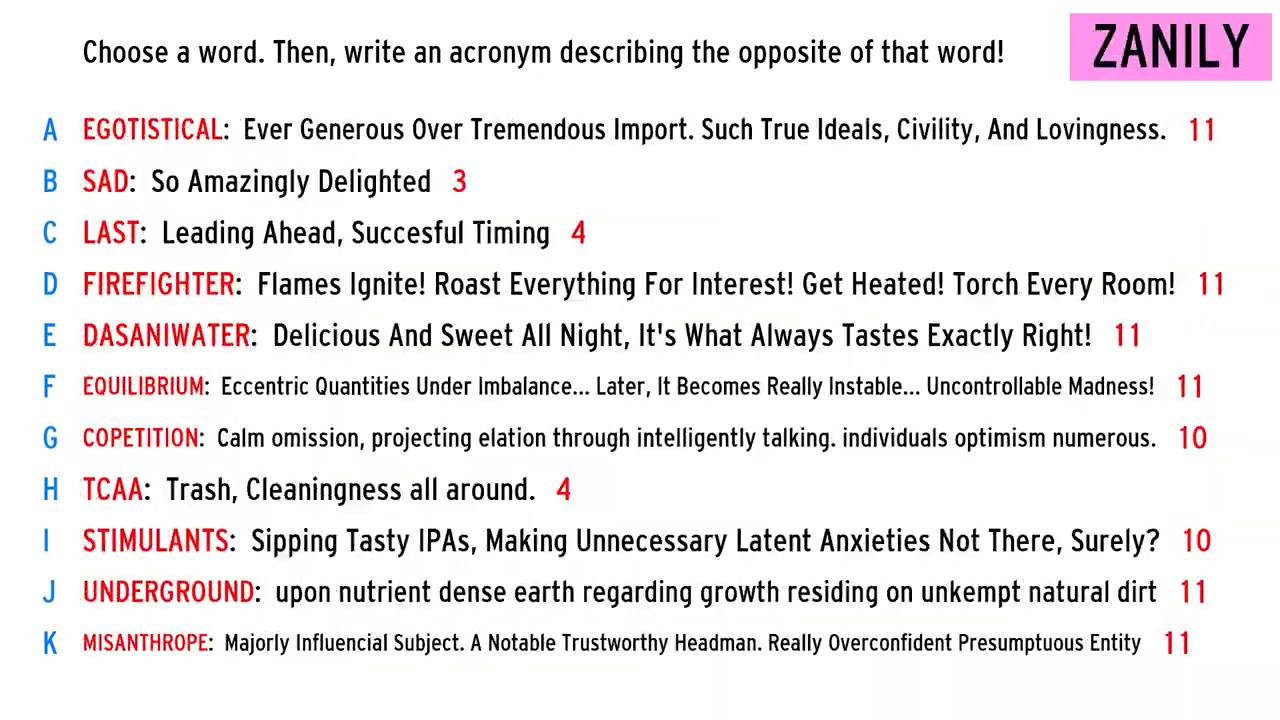 Choose a word. Then, write an acronym describing the opposite of that word!
ZANILY
A EGOTISTICAL: Ever Generous Over Tremendous Import. Such True Ideals, Civility, And Lovingness. 11
B SAD: So Amazingly Delighted 3
C LAST: Leading Ahead, Succesful Timing 4
D FIREFIGHTER: Flames Ignite! Roast Everything For Interest! Get Heated! Torch Every Room! 11
E DASANIWATER: Delicious And Sweet All Night, It's What Always Tastes Exactly Right! 11
F EQUILIBRIUM: Eccentric Quantities Under Imbalance... Later, It Becomes Really Instable... Uncontrollable Madness! 11
G COPETITION: Calm omission, projecting elation through intelligently talking. individuals optimism numerous. 10
H TCAA: Trash, Cleaningness all around. 4
I STIMULANTS: Sipping Tasty IPAs, Making Unnecessary Latent Anxieties Not There, Surely? 10
J UNDERGROUND: upon nutrient dense earth regarding growth residing on unkempt natural dirt 11
K MISANTHROPE: Majorly Influencial Subject. A Notable Trustworthy Headman. Really Overconfident Presumptuous Entity 11